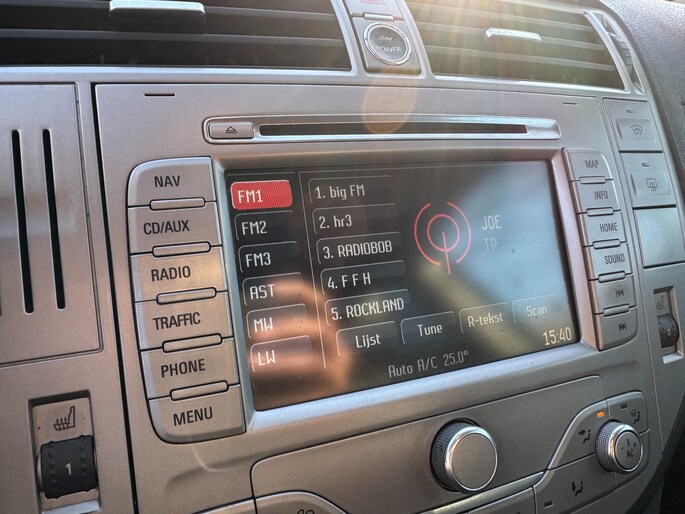 Ford
POWER
NAV
CD/AUX
RADIO
TRAFFIC
PHONE
MENU
FM1
FM2
FM3
AST
MW
LW
1. big FM
2. hr3
3. RADIOBOB
4. F F H
5. ROCKLAND
JOE
TP
Lijst
Tune
R-tekst
Scan
15:40
Auto A/C 25.0°
MAP
INFO
HOME
SOUND
1
AC